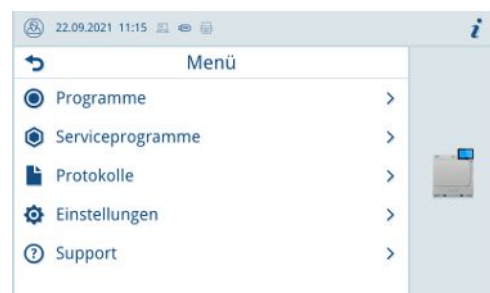 22.09.2021 11:15
Menü
Programme
Serviceprogramme
Protokolle
Einstellungen
Support